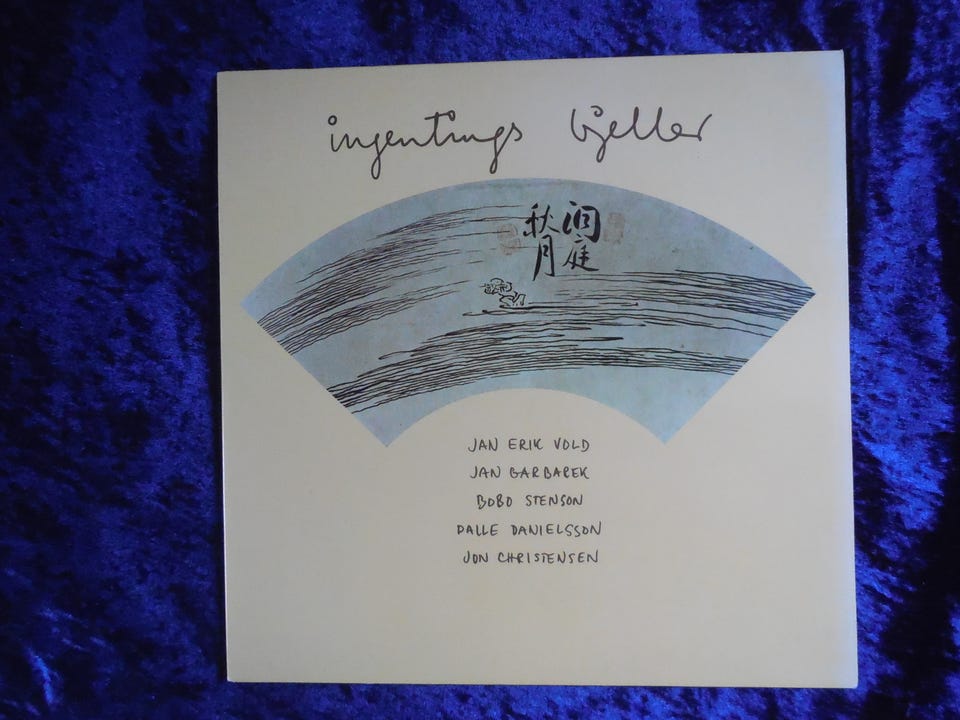 ingentings bjeller
洞庭
秋月
JAN ERIK VOLD
JAN GARBAREK
BOBO STENSON
PALLE DANIELSSON
JON CHRISTENSEN